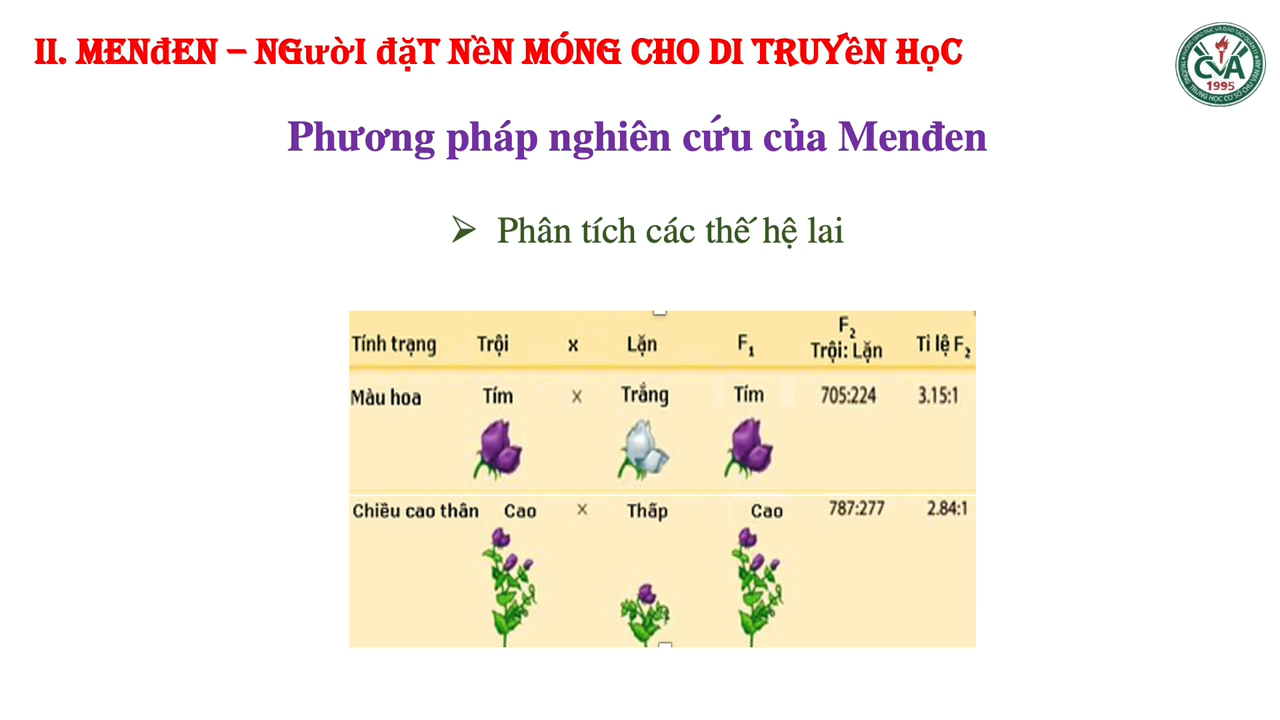 II. MENđEN – NGườI đặT NềN MÓNG CHO DI TRUYềN HọC
CVA
1995
Phương pháp nghiên cứu của Menđen
➢ Phân tích các thế hệ lai
Tính trạng Trội x Lặn F1 F2 Trội: Lặn Tỉ lệ F2
Màu hoa Tím x Trắng Tím 705:224 3.15:1
Chiều cao thân Cao x Thấp Cao 787:277 2.84:1